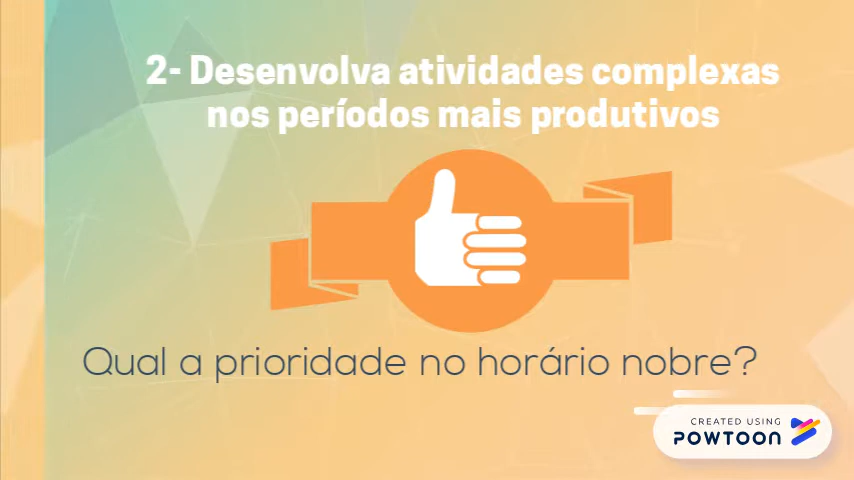 2- Desenvolva atividades complexas
nos períodos mais produtivos
Qual a prioridade no horário nobre?
CREATED USING
POWTOON